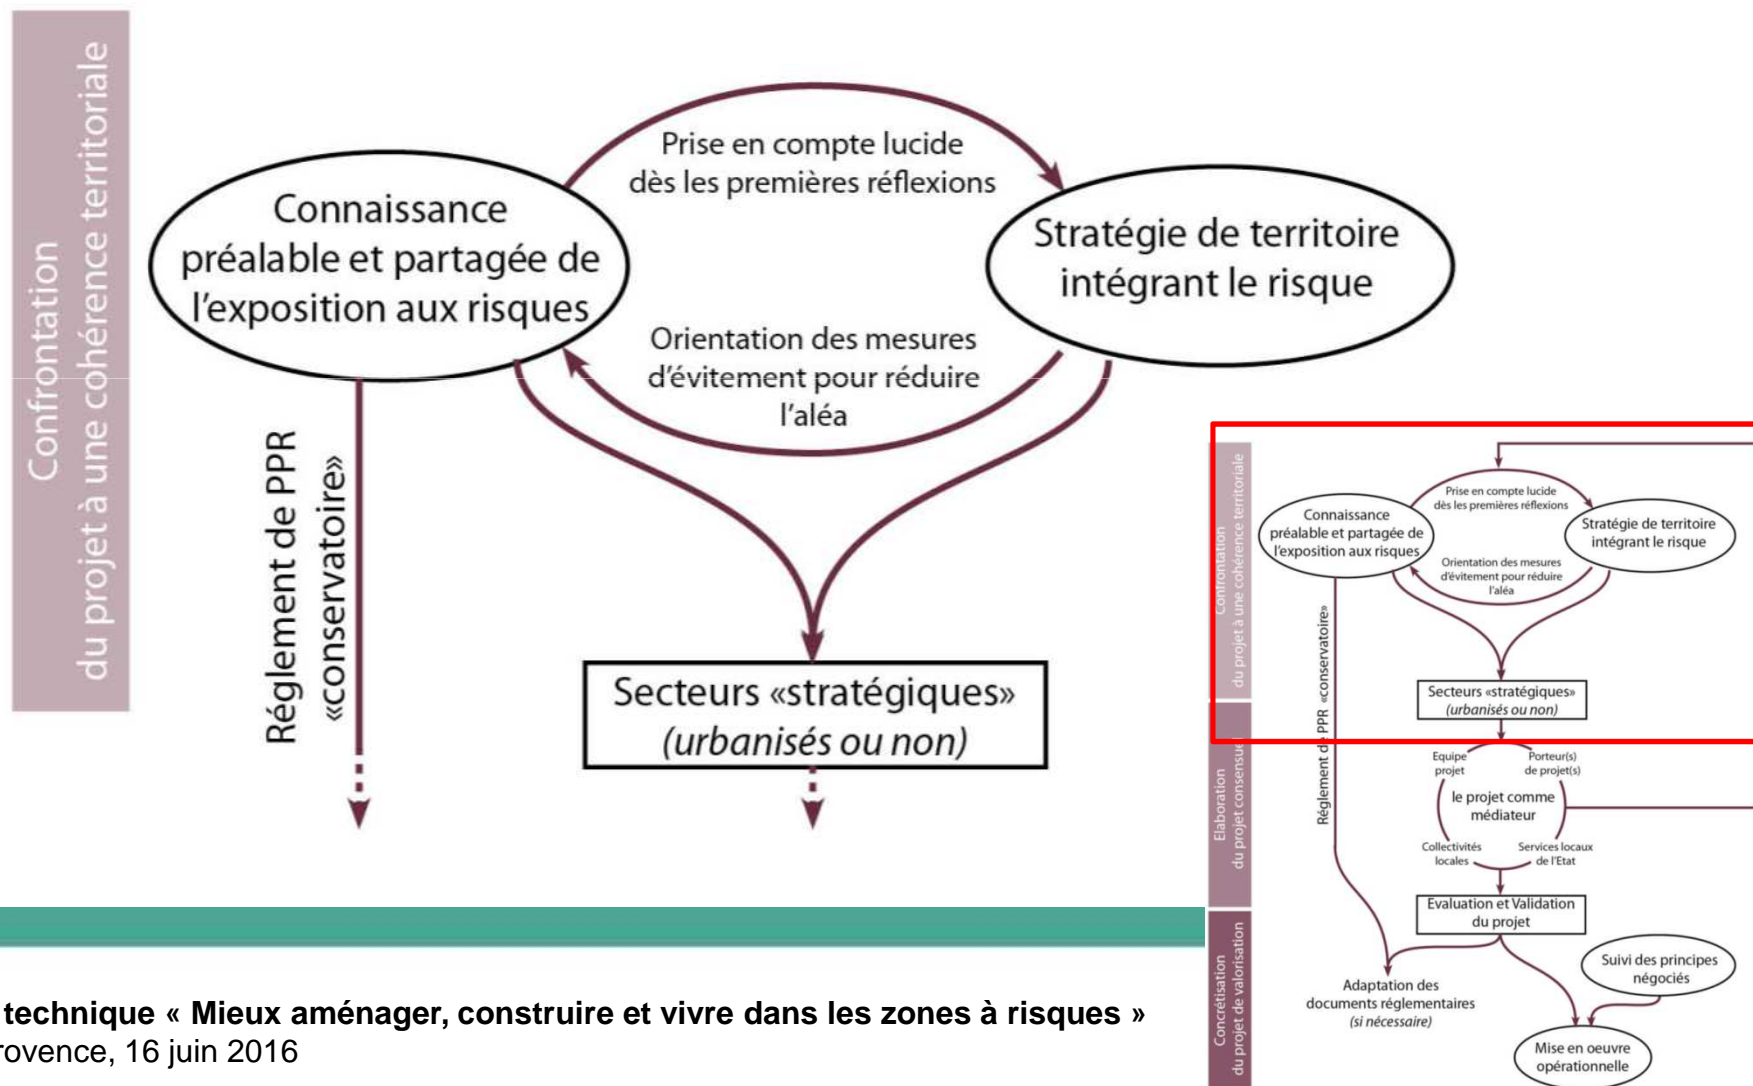 Confrontation
du projet à une cohérence territoriale
Connaissance
préalable et partagée de
l'exposition aux risques
Prise en compte lucide
dès les premières réflexions
Stratégie de territoire
intégrant le risque
Orientation des mesures
d'évitement pour réduire
l'aléa
Réglement de PPR
«conservatoire»
Secteurs «stratégiques»
(urbanisés ou non)
Confrontation
du projet à une cohérence territoriale
Connaissance
préalable et partagée de
l'exposition aux risques
Prise en compte lucide
dès les premières réflexions
Stratégie de territoire
intégrant le risque
Orientation des mesures
d'évitement pour réduire
l'aléa
Réglement de PPR «conservatoire»
Secteurs «stratégiques»
(urbanisés ou non)
Elaboration
du projet consensuel
Equipe
projet
Porteur(s)
de projet(s)
le projet comme
médiateur
Collectivités
locales
Services locaux
de l'Etat
Evaluation et Validation
du projet
Concrétisation
du projet de valorisation
Adaptation des
documents réglementaires
(si nécessaire)
Suivi des principes
négociés
Mise en oeuvre
opérationnelle
technique « Mieux aménager, construire et vivre dans les zones à risques »
rovence, 16 juin 2016